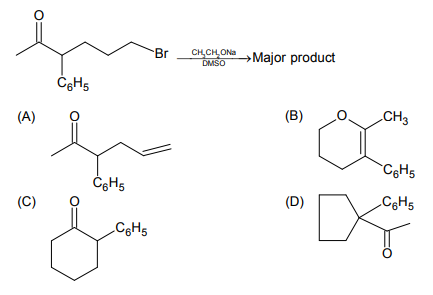 O
Br
C₆H₅
CH₃CH₂ONa
DMSO
Major product
(A)
O
C₆H₅
(B)
O
CH₃
C₆H₅
(C)
O
C₆H₅
(D)
C₆H₅
O